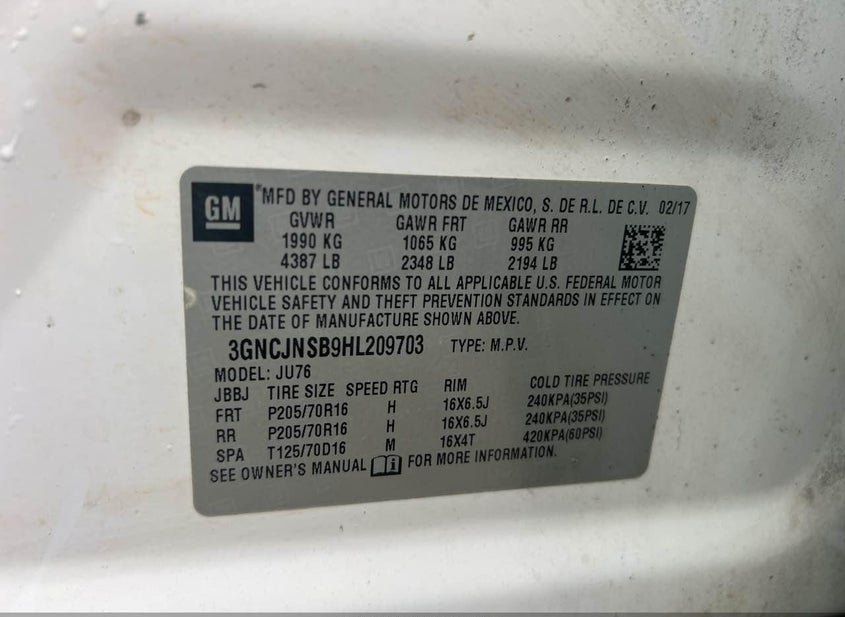 GM
*MFD BY GENERAL MOTORS DE MEXICO, S. DE R.L. DE C.V. 02/17
GVWR GAWR FRT GAWR RR
1990 KG 1065 KG 995 KG
4387 LB 2348 LB 2194 LB
THIS VEHICLE CONFORMS TO ALL APPLICABLE U.S. FEDERAL MOTOR
VEHICLE SAFETY AND THEFT PREVENTION STANDARDS IN EFFECT ON
THE DATE OF MANUFACTURE SHOWN ABOVE.
3GNCJNSB9HL209703 TYPE: M.P.V.
MODEL: JU76
JBBJ TIRE SIZE SPEED RTG RIM COLD TIRE PRESSURE
FRT P205/70R16 H 16X6.5J 240KPA(35PSI)
RR P205/70R16 H 16X6.5J 240KPA(35PSI)
SPA T125/70D16 M 16X4T 420KPA(60PSI)
SEE OWNER'S MANUAL FOR MORE INFORMATION.